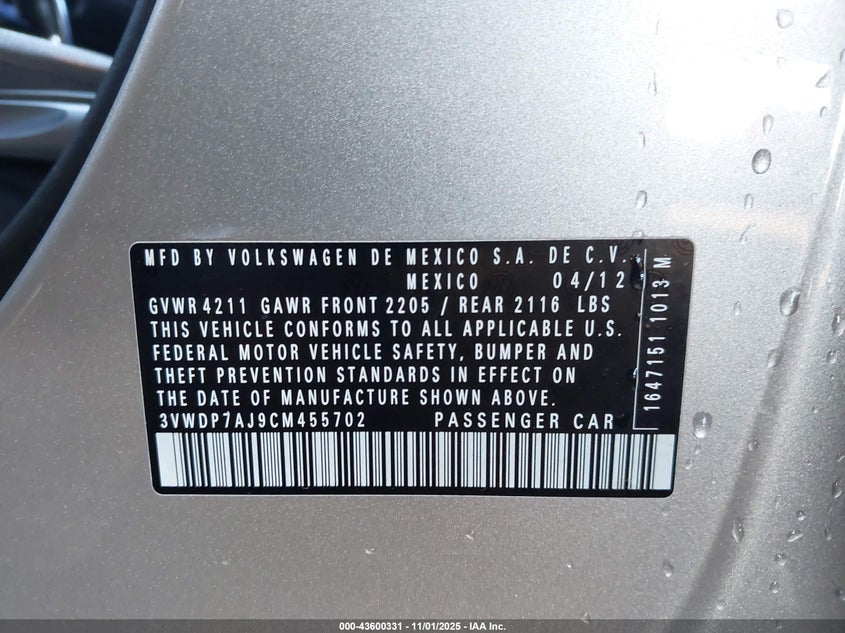 MFD BY VOLKSWAGEN DE MEXICO S.A. DE C.V.
MEXICO 04/12
GVWR 4211 GAWR FRONT 2205 / REAR 2116 LBS
THIS VEHICLE CONFORMS TO ALL APPLICABLE U.S.
FEDERAL MOTOR VEHICLE SAFETY, BUMPER AND
THEFT PREVENTION STANDARDS IN EFFECT ON
THE DATE OF MANUFACTURE SHOWN ABOVE.
3VWDP7AJ9CM455702 PASSENGER CAR
1647151 1013 M
000-43600331 - 11/01/2025 - IAA Inc.